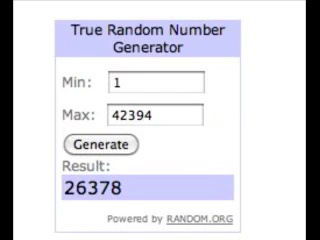 True Random Number
Generator
Min: 1
Max: 42394
Generate
Result:
26378
Powered by RANDOM.ORG